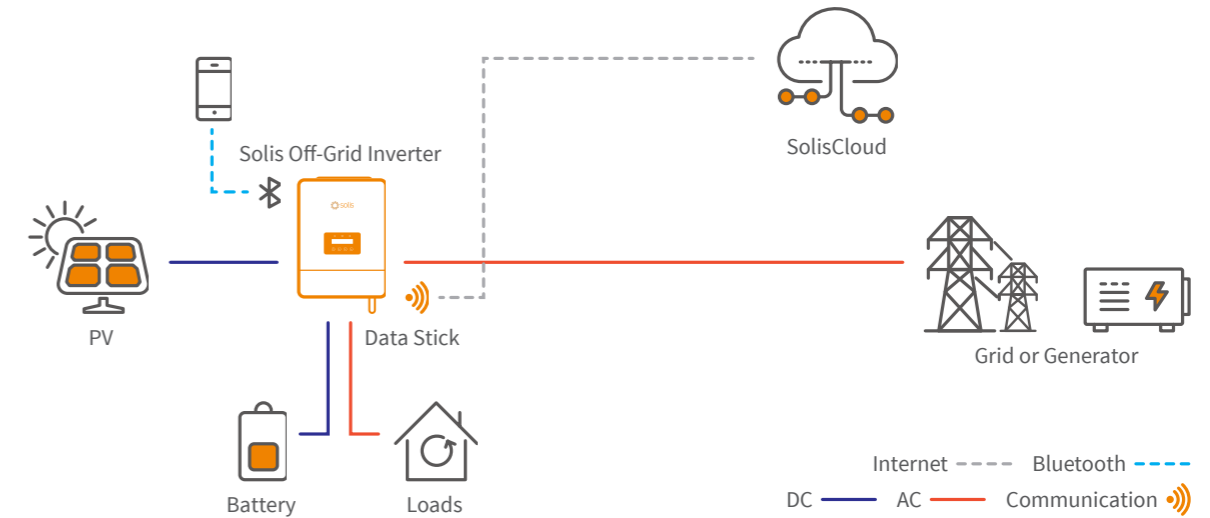 SolisCloud
Solis Off-Grid Inverter
solis
PV
Data Stick
Grid or Generator
Battery
Loads
Internet
Bluetooth
DC
AC
Communication